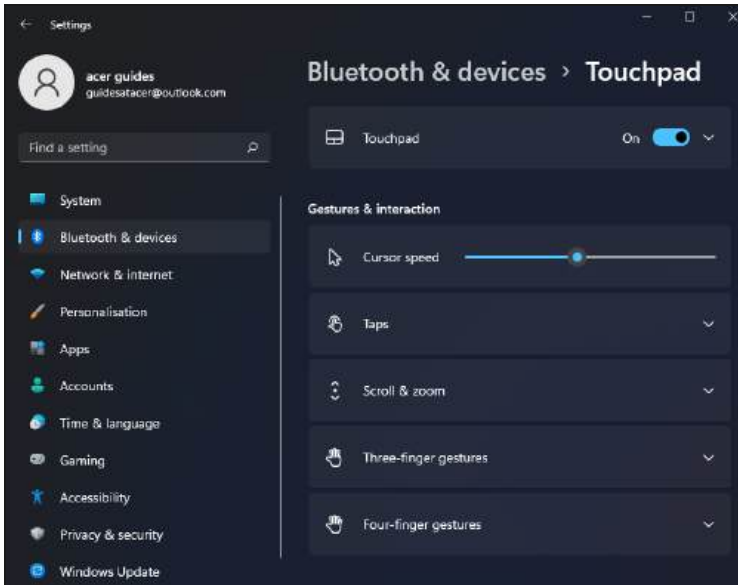 Settings
acer guides
guidesatacer@outlook.com
Find a setting
System
Bluetooth & devices
Network & internet
Personalisation
Apps
Accounts
Time & language
Gaming
Accessibility
Privacy & security
Windows Update
Bluetooth & devices > Touchpad
Touchpad On
Gestures & interaction
Cursor speed
Taps
Scroll & zoom
Three-finger gestures
Four-finger gestures